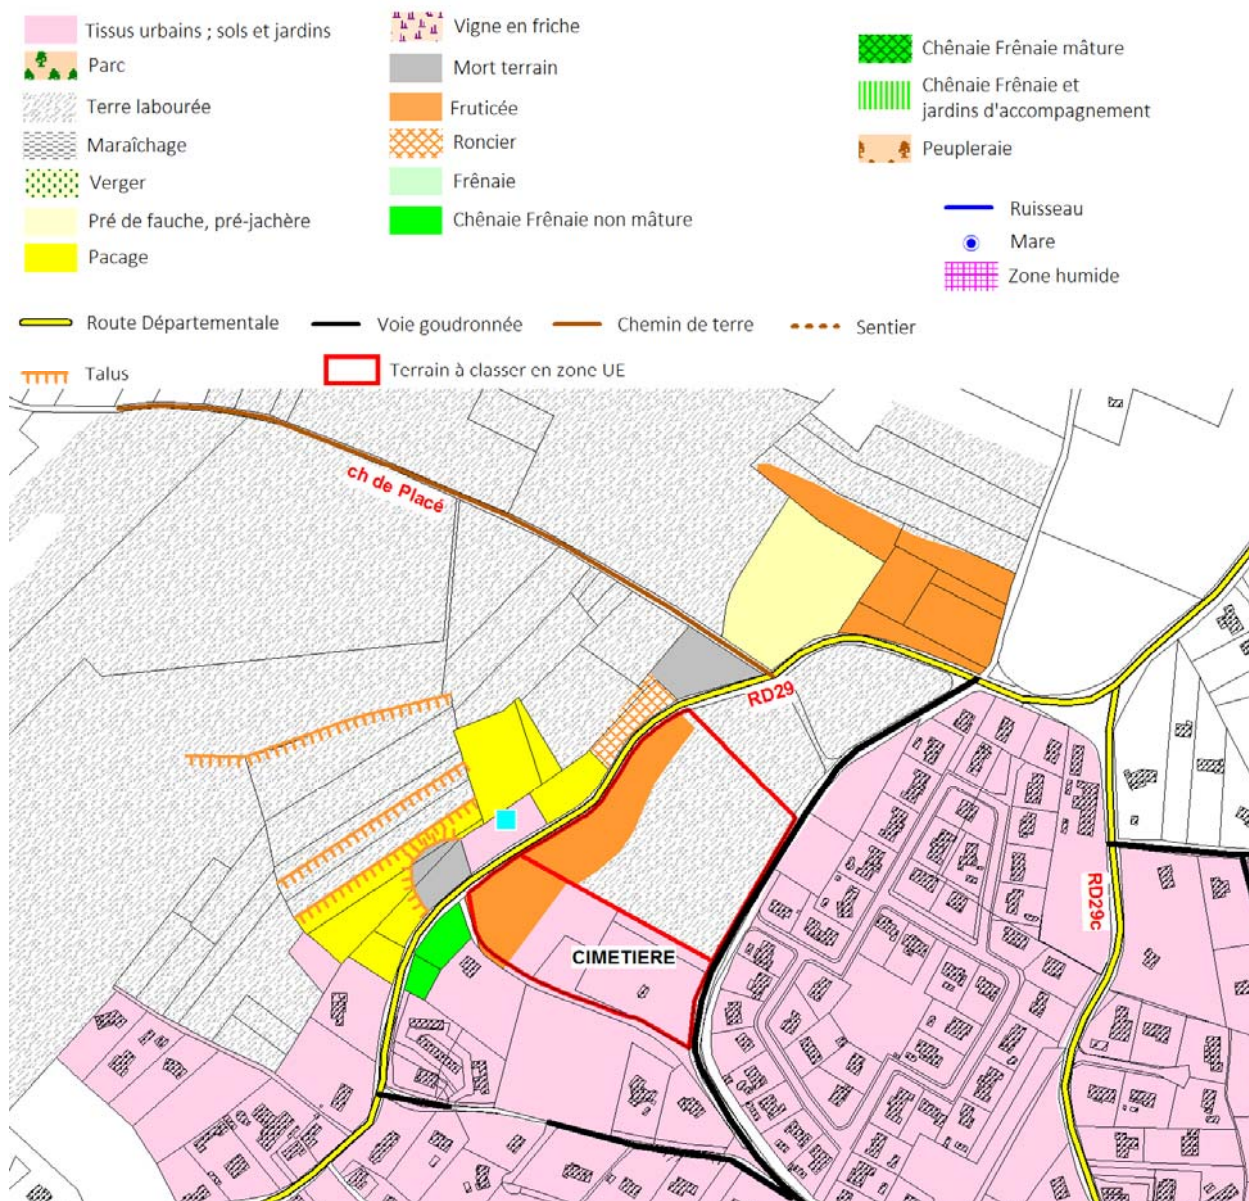 Tissus urbains ; sols et jardins
Parc
Terre labourée
Maraîchage
Verger
Pré de fauche, pré-jachère
Pacage
Vigne en friche
Mort terrain
Fruticée
Roncier
Frênaie
Chênaie Frênaie non mâture
Chênaie Frênaie mâture
Chênaie Frênaie et
jardins d'accompagnement
Peupleraie
Ruisseau
Mare
Zone humide
Route Départementale
Voie goudronnée
Chemin de terre
Sentier
Talus
Terrain à classer en zone UE
ch de Placé
RD29
RD29c
CIMETIERE